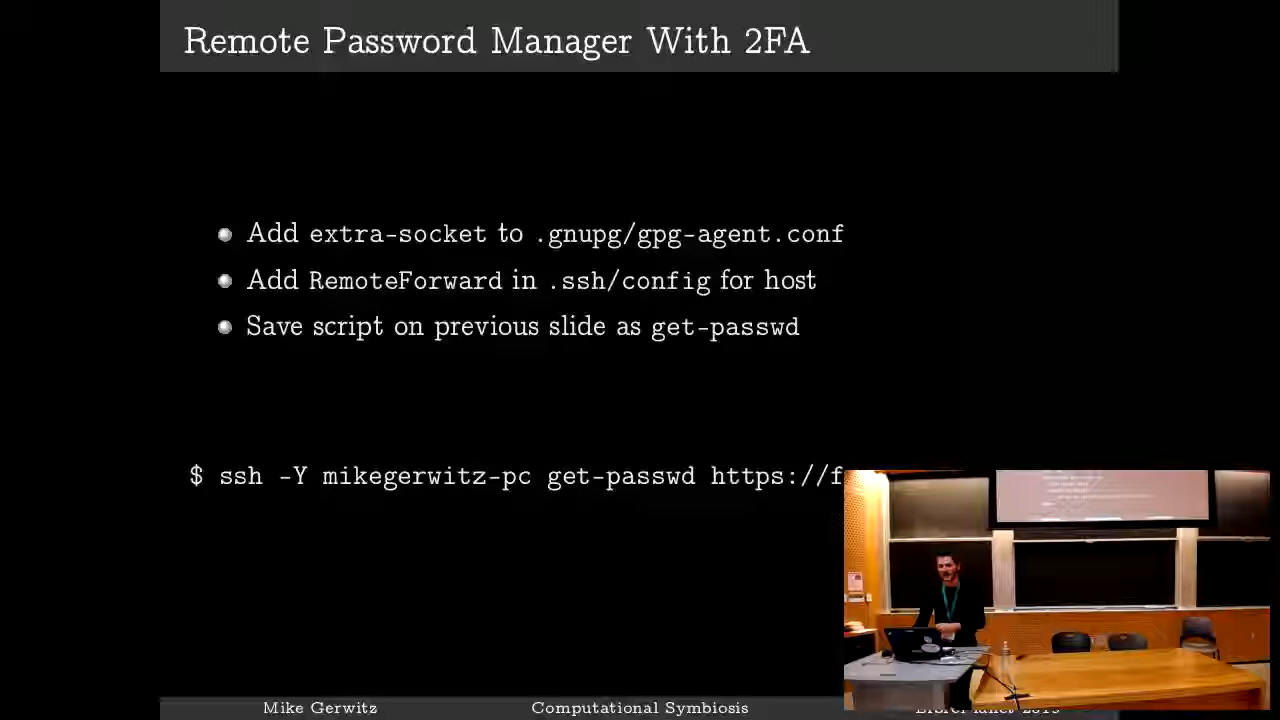 Remote Password Manager With 2FA
Add extra-socket to .gnupg/gpg-agent.conf
Add RemoteForward in .ssh/config for host
Save script on previous slide as get-passwd
$ ssh -Y mikegerwitz-pc get-passwd https://f
Mike Gerwitz
Computational Symbiosis